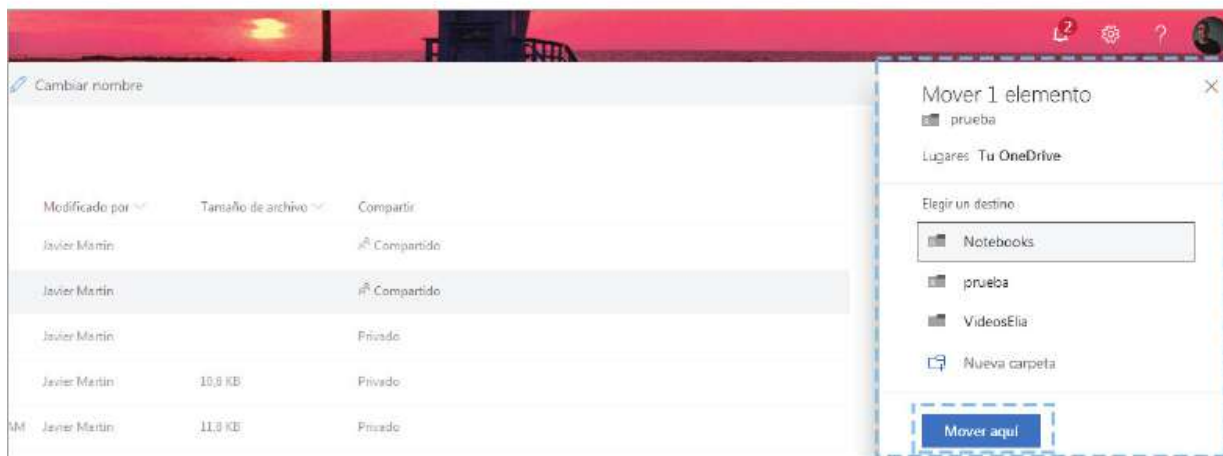 2
?
Cambiar nombre
Mover 1 elemento
prueba
Lugares Tu OneDrive
Modificado por
Tamaño de archivo
Compartir
Elegir un destino
Javier Martin
Compartido
Notebooks
Javier Martin
Compartido
prueba
Javier Martin
Privado
VideosElia
Javier Martin
10,8 KB
Privado
Nueva carpeta
AM
Javier Martin
11,8 KB
Privado
Mover aquí